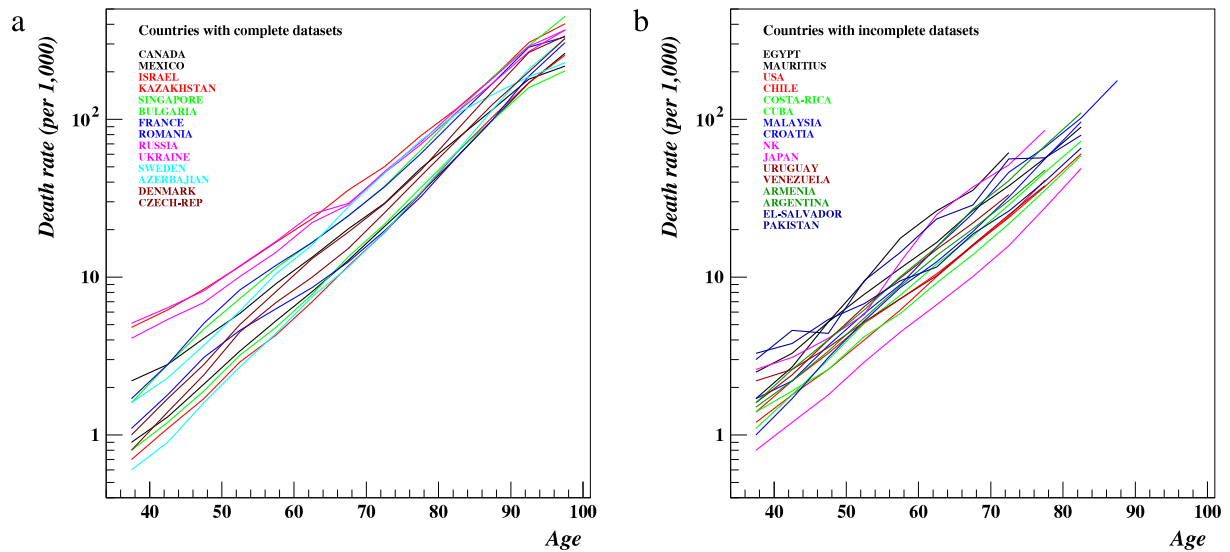 a
Death rate (per 1,000)
Countries with complete datasets
CANADA
MEXICO
ISRAEL
KAZAKHSTAN
SINGAPORE
BULGARIA
FRANCE
ROMANIA
RUSSIA
UKRAINE
SWEDEN
AZERBAJIAN
DENMARK
CZECH-REP
10²
10
1
40 50 60 70 80 90 100
Age
b
Death rate (per 1,000)
Countries with incomplete datasets
EGYPT
MAURITIUS
USA
CHILE
COSTA-RICA
CUBA
MALAYSIA
CROATIA
NK
JAPAN
URUGUAY
VENEZUELA
ARMENIA
ARGENTINA
EL-SALVADOR
PAKISTAN
10²
10
1
40 50 60 70 80 90 100
Age